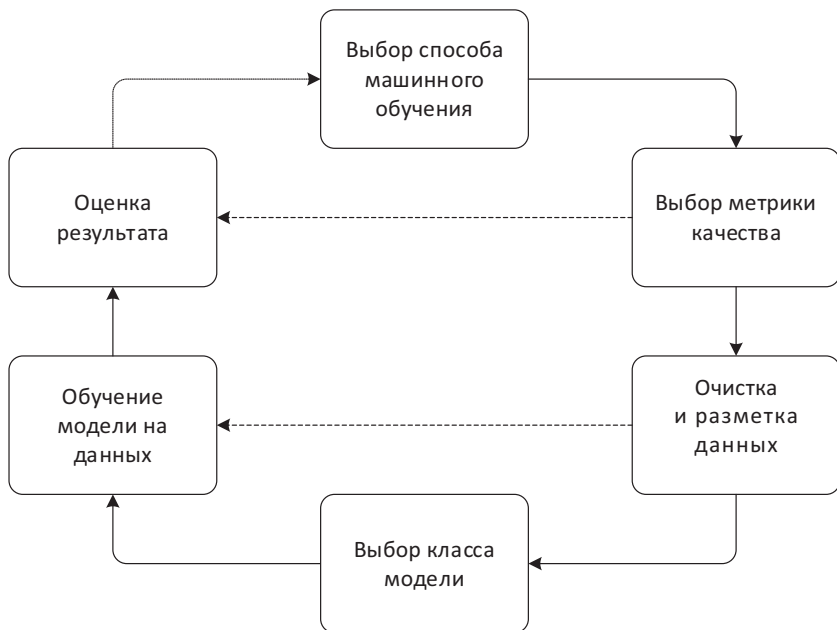 Выбор способа
машинного
обучения
Оценка
результата
Выбор метрики
качества
Обучение
модели на
данных
Очистка
и разметка
данных
Выбор класса
модели